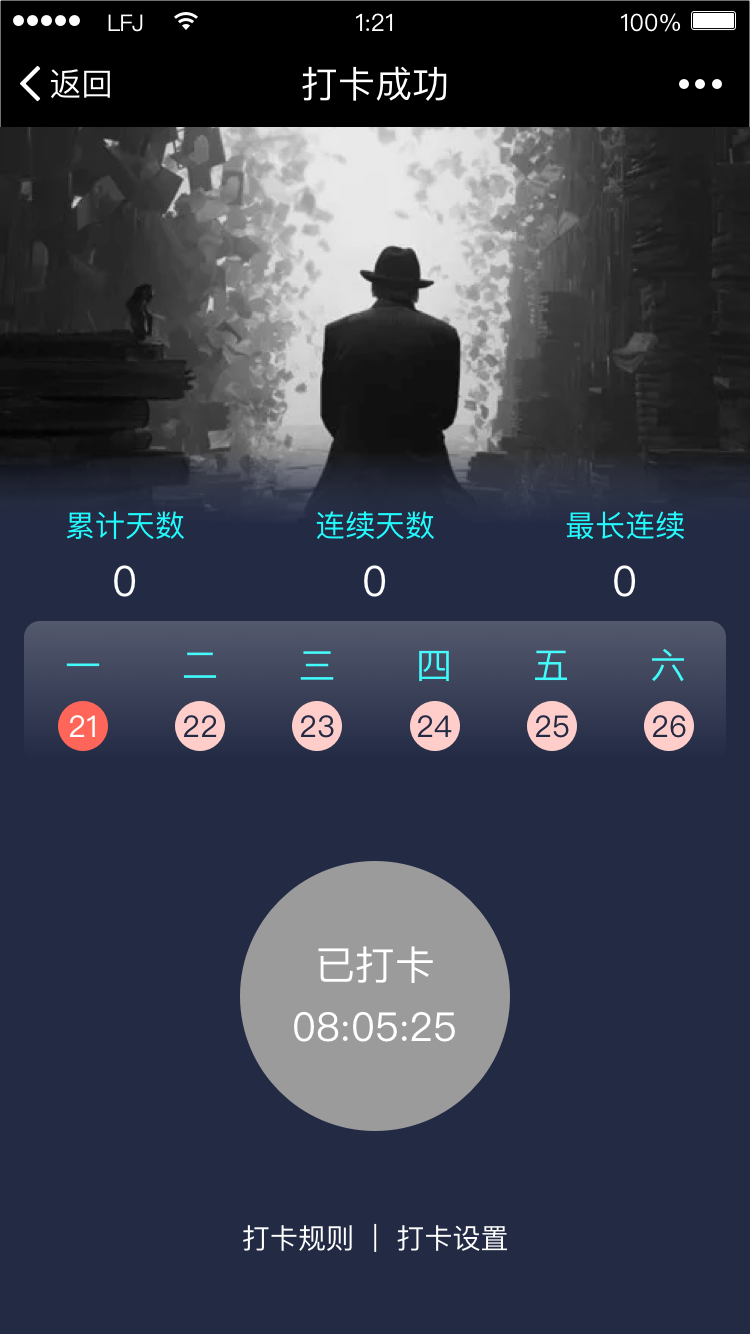 LFJ 1:21 100%
返回 打卡成功
累计天数 连续天数 最长连续
0 0 0
一 二 三 四 五 六
21 22 23 24 25 26
已打卡
08:05:25
打卡规则 | 打卡设置